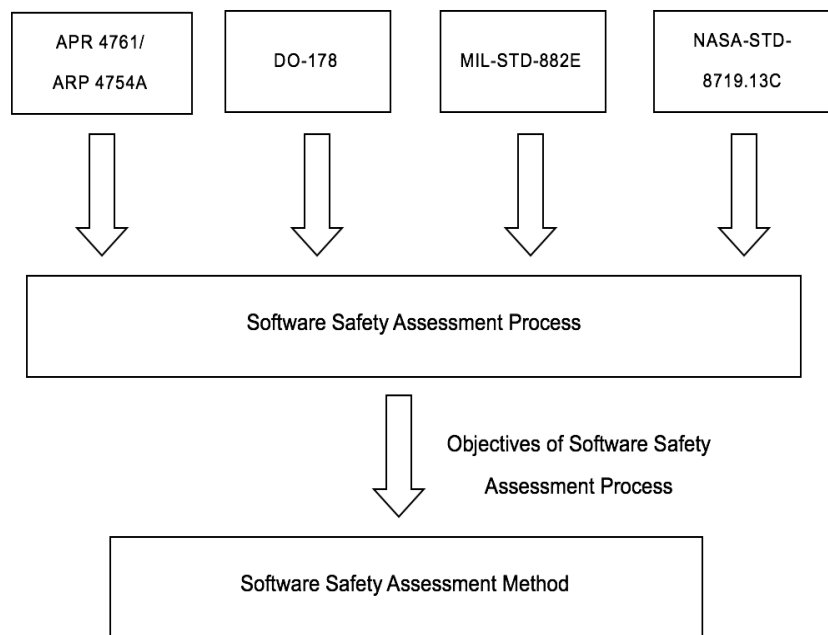 APR 4761/
ARP 4754A
DO-178
MIL-STD-882E
NASA-STD-
8719.13C
Software Safety Assessment Process
Objectives of Software Safety
Assessment Process
Software Safety Assessment Method